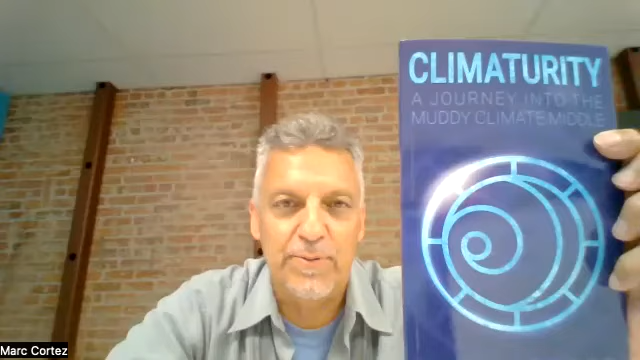 CLIMATURITY
A JOURNEY INTO THE
MUDDY CLIMATE MIDDLE
Marc Cortez